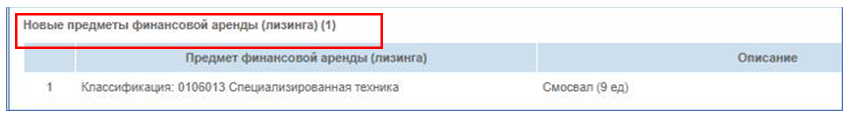 Новые предметы финансовой аренды (лизинга) (1)
Предмет финансовой аренды (лизинга) Описание
1 Классификация: 0106013 Специализированная техника Смосвал (9 ед)